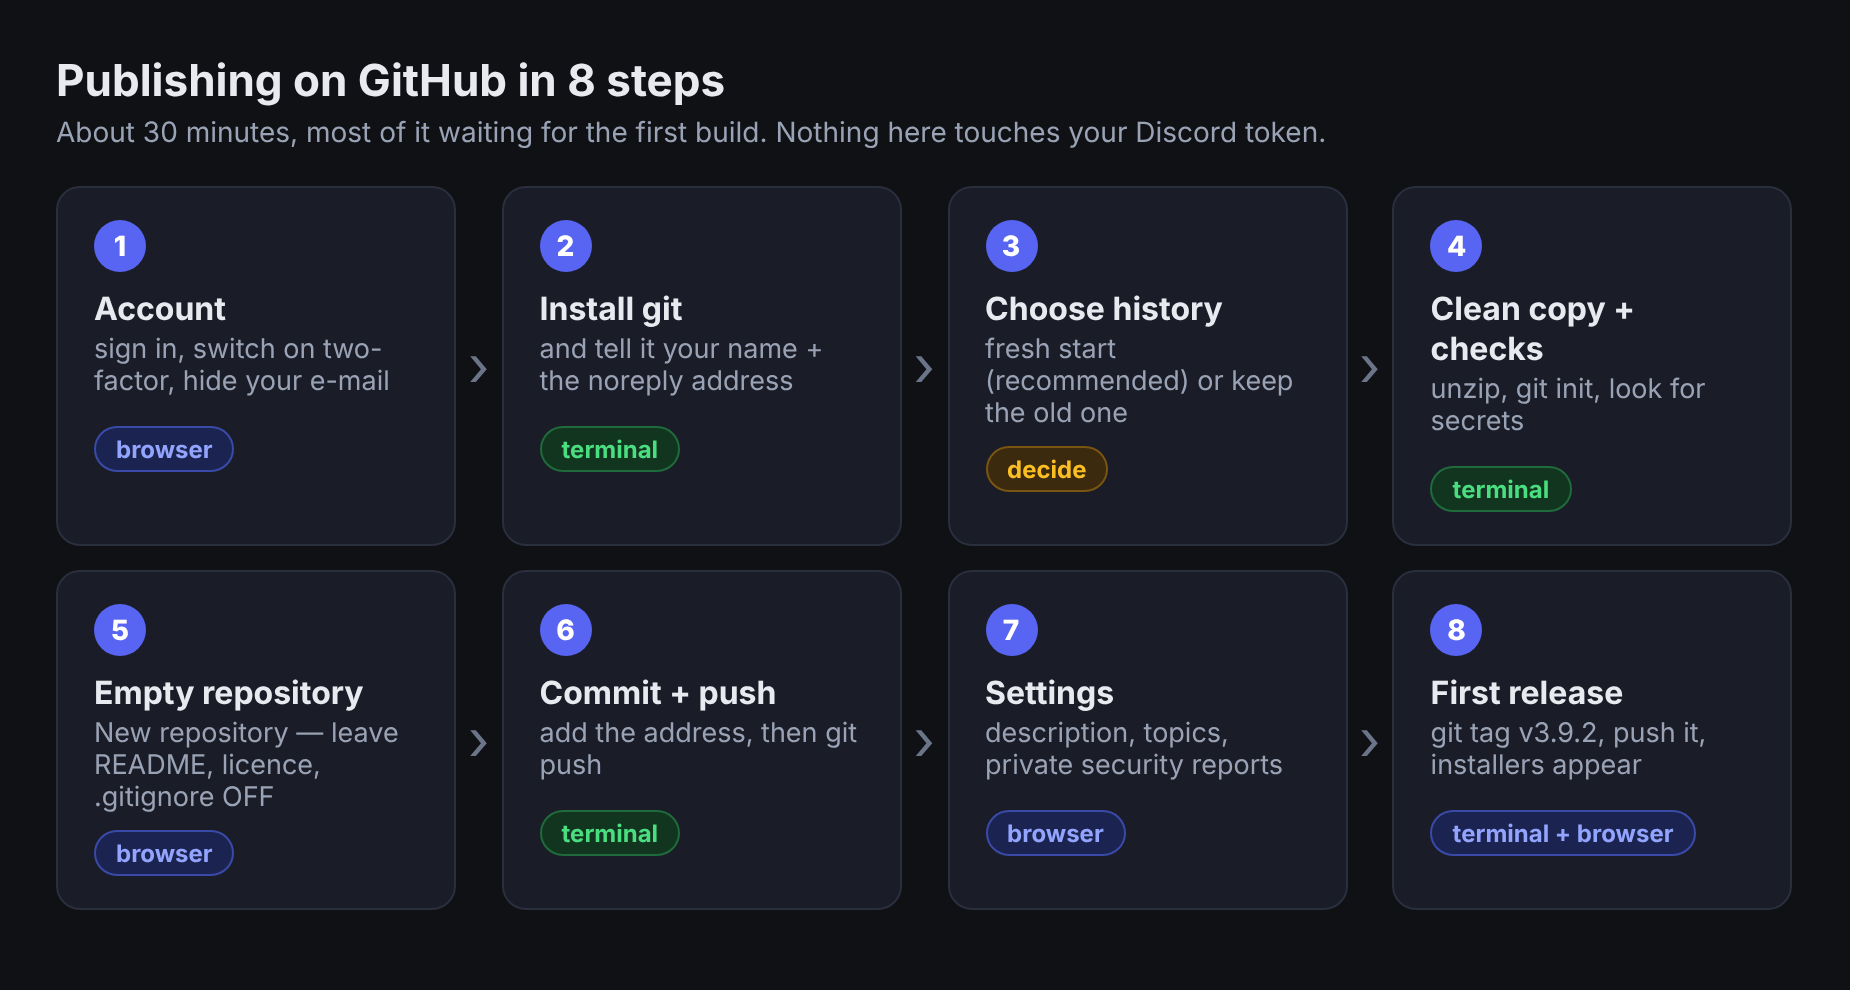 Publishing on GitHub in 8 steps
About 30 minutes, most of it waiting for the first build. Nothing here touches your Discord token.
1
Account
sign in, switch on two-
factor, hide your e-mail
browser
2
Install git
and tell it your name +
the noreply address
terminal
3
Choose history
fresh start
(recommended) or keep
the old one
decide
4
Clean copy +
checks
unzip, git init, look for
secrets
terminal
5
Empty repository
New repository — leave
README, licence,
.gitignore OFF
browser
6
Commit + push
add the address, then git
push
terminal
7
Settings
description, topics,
private security reports
browser
8
First release
git tag v3.9.2, push it,
installers appear
terminal + browser